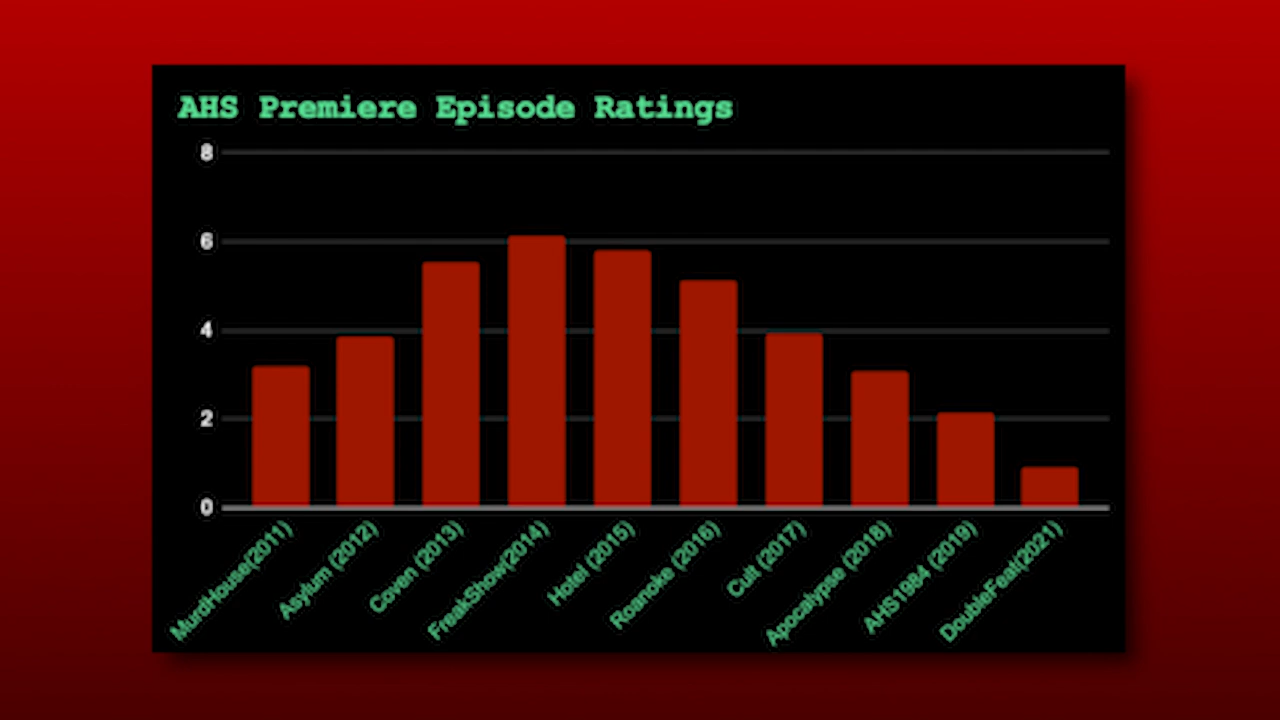 AHS Premiere Episode Ratings
8
6
4
2
0
MurdHouse(2011)
Asylum (2012)
Coven (2013)
FreakShow(2014)
Hotel (2015)
Roanoke (2016)
Cult (2017)
Apocalypse (2018)
AHS1984 (2019)
DoubleFeat(2021)